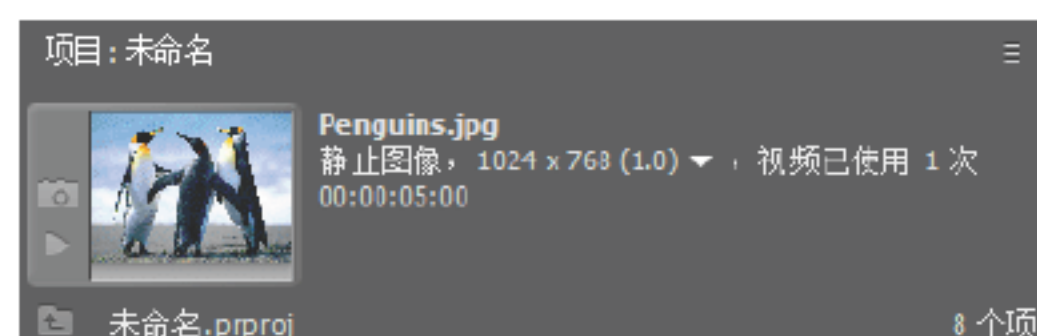 项目:未命名
Penguins.jpg
静止图像，1024 x 768 (1.0) ，视频已使用 1 次
00:00:05:00
未命名.prproj 8 个项